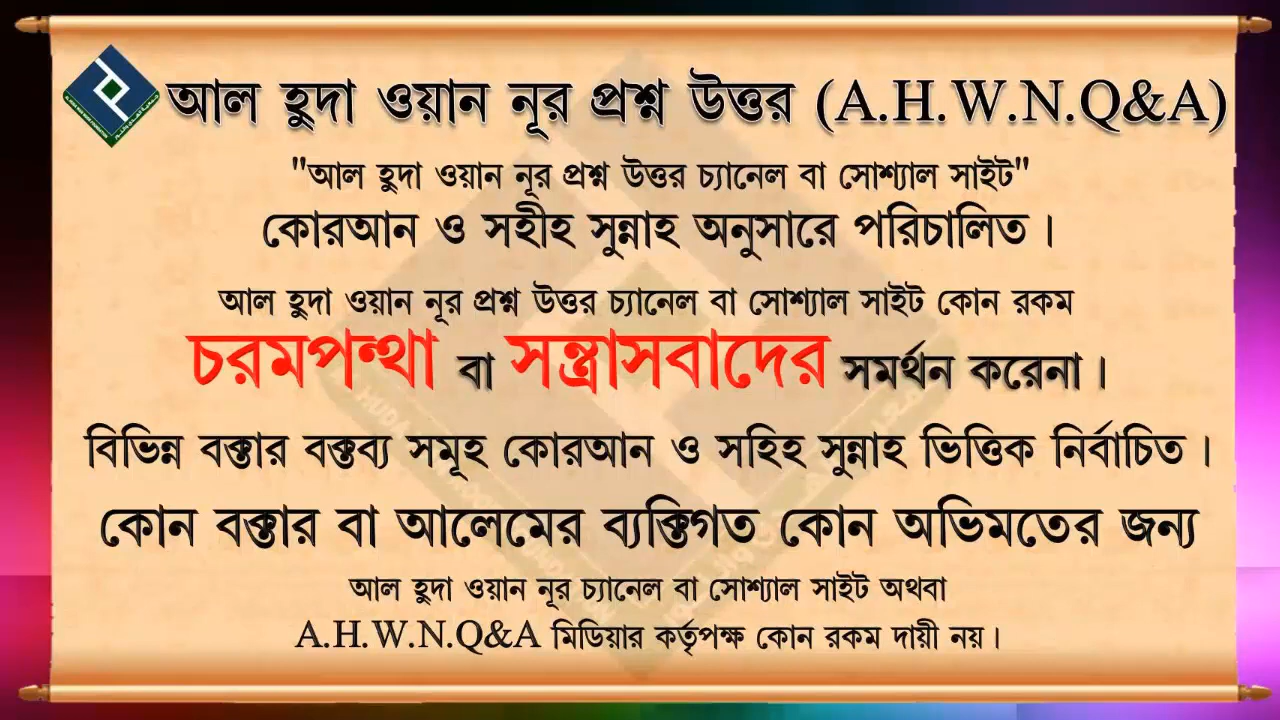 আল হুদা ওয়ান নূর প্রশ্ন উত্তর (A.H.W.N.Q&A)
"আল হুদা ওয়ান নূর প্রশ্ন উত্তর চ্যানেল বা সোশ্যাল সাইট"
কোরআন ও সহীহ সুন্নাহ অনুসারে পরিচালিত।
আল হুদা ওয়ান নূর প্রশ্ন উত্তর চ্যানেল বা সোশ্যাল সাইট কোন রকম
চরমপন্থা বা সন্ত্রাসবাদের সমর্থন করেনা।
বিভিন্ন বক্তার বক্তব্য সমূহ কোরআন ও সহিহ সুন্নাহ ভিত্তিক নির্বাচিত।
কোন বক্তার বা আলেমের ব্যক্তিগত কোন অভিমতের জন্য
আল হুদা ওয়ান নূর চ্যানেল বা সোশ্যাল সাইট অথবা
A.H.W.N.Q&A মিডিয়ার কর্তৃপক্ষ কোন রকম দায়ী নয়।